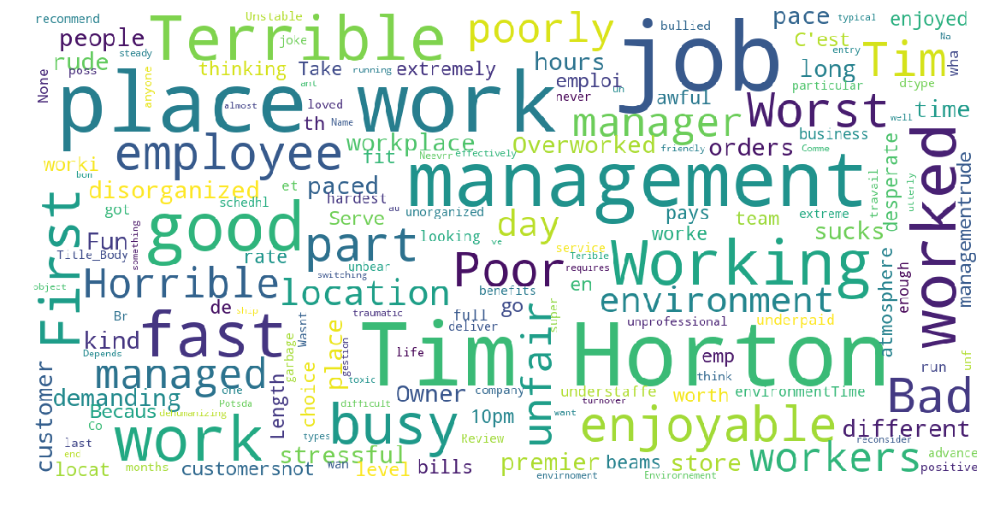 recommend
Unstable
people
Terrible
joke
poorly
job
bullied
pace
typical
enjoyed
rude
steady
thinking
Take
running
extremely
hours
C'est
Tim
Na
None
poss
anyone
place
ant
work
emploi
un
never
awful
Worst
long
entry
particular
wha
dtype
almost
loved
th
Name
manager
well
time
worki
bon
employee
workplace
fit
Neevrr
effectively
Overworked
friendly
orders
business
Comme
disorganized
et
paced
hardest
management
travail
desperate
utterly
worked
managementrude
First
got
schedhl
good
au
unorganized
Serve
looking
ve
day
pays
worke
team
extreme
sucks
Fun
Title_Body
something
rate
part
unbear
service
Terible
requires
Working
atmosphere
enough
object
Horrible
switching
location
Poor
benefits
en
environment
Br
de
ship
fast
traumatic
full
deliver
go
super
unprofessional
underpaid
kind
Depends
Wasnt
garbage
place
gestion
life
Tim
Horton
emp
think
run
unf
managed
toxic
unfair
customer
demanding
one
Length
choice
Owner
company
understaffe
turnover
worth
environmentTime
Bad
Becaus
Potsda
dehumanizing
difficult
busy
10pm
want
enjoyable
different
Co
work
types
Review
reconsider
last
end
stressful
wan
level
bills
premier
beams
store
workers
advance
positive
locat
months
customershot
envirnoment
Environnement